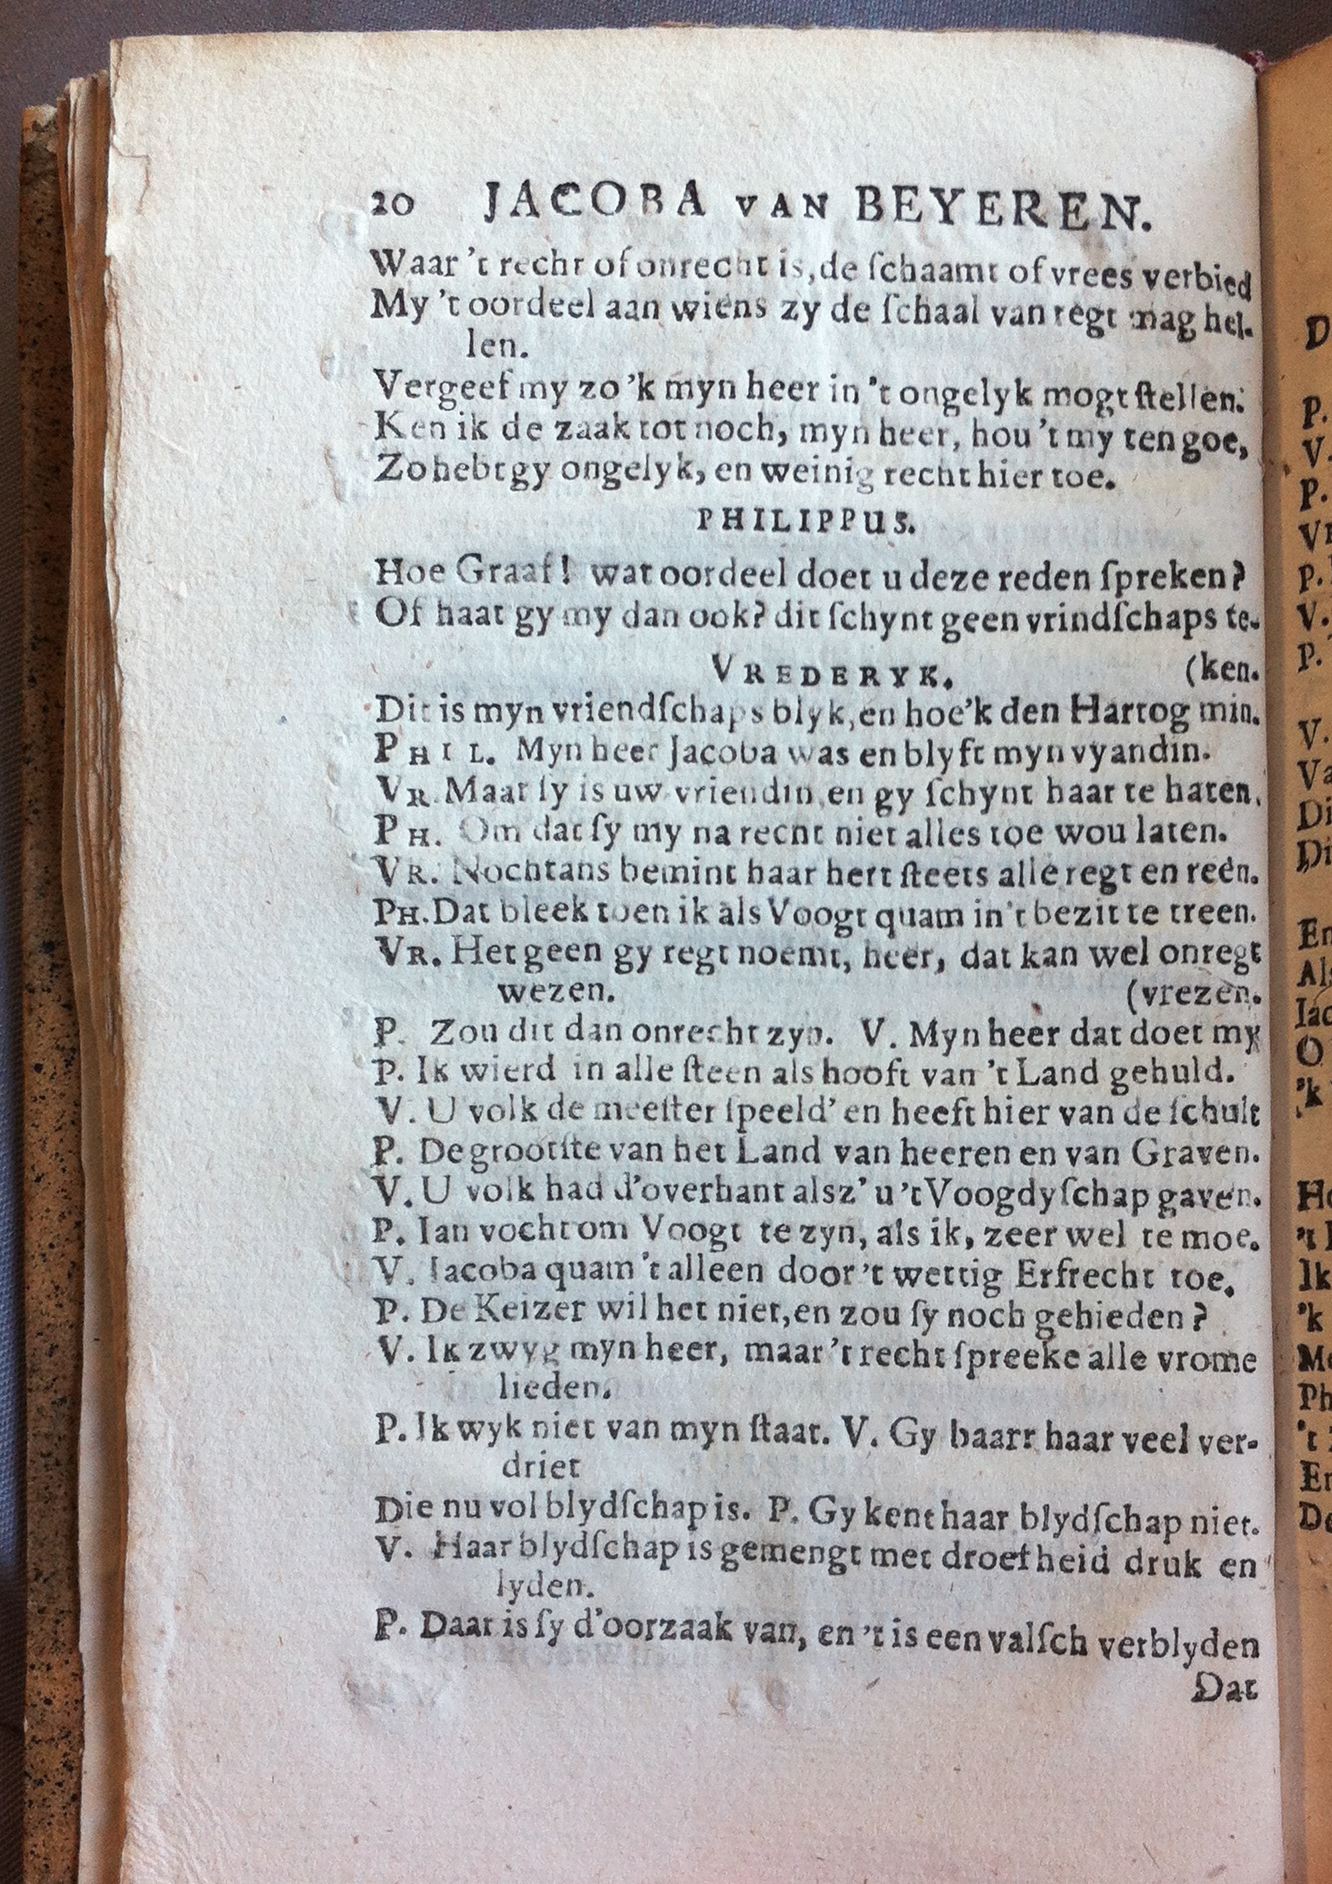 20 JACOBA VAN BEYEREN.
Waar 't recht of onrecht is, de ſchaamt of vrees verbied
My 't oordeel aan wiens zy de ſchaal van regt mag hel-
len.
Vergeef my zo 'k myn heer in 't ongelyk mogt ſtellen.
Ken ik de zaak tot noch, myn heer, hou 't my ten goe,
Zo hebt gy ongelyk, en weinig recht hier toe.
PHILIPPUS.
Hoe Graaf! wat oordeel doet u deze reden ſpreken?
Of haat gy my dan ook? dit ſchynt geen vrindſchaps te-
VREDERYK. (ken.
Dit is myn vriendſchaps blyk, en hoe'k den Hartog min.
PHIL. Myn heer Jacoba was en blyft myn vyandin.
VR. Maar ſy is uw vriendin en gy ſchynt haar te haten.
PH. Om dat ſy my na recht niet alles toe wou laten.
VR. Nochtans bemint haar hert ſteets alle regt en reên.
PH. Dat bleek toen ik als Voogt quam in't bezit te treen.
VR. Het geen gy regt noemt, heer, dat kan wel onregt
wezen. (vrezen.
P. Zou dit dan onrecht zyn. V. Myn heer dat doet my
P. Ik wierd in alle ſteen als hooft van 't Land gehuld.
V. U volk de meeſter ſpeeld' en heeft hier van de ſchult
P. De grootſte van het Land van heeren en van Graven.
V. U volk had d'overhant alsz' u 't Voogdyſchap gaven.
P. Ian vocht om Voogt te zyn, als ik, zeer wel te moe.
V. Jacoba quam 't alleen door 't wettig Erfrecht toe.
P. De Keizer wil het niet, en zou ſy noch gebieden?
V. Ik zwyg myn heer, maar 't recht ſpreeke alle vrome
lieden.
P. Ik wyk niet van myn ſtaat. V. Gy baart haar veel ver-
driet
Die nu vol blydſchap is. P. Gy kent haar blydſchap niet.
V. Haar blydſchap is gemengt met droefheid druk en
lyden.
P. Daar is ſy d'oorzaak van, en 't is een valſch verblyden
Dat